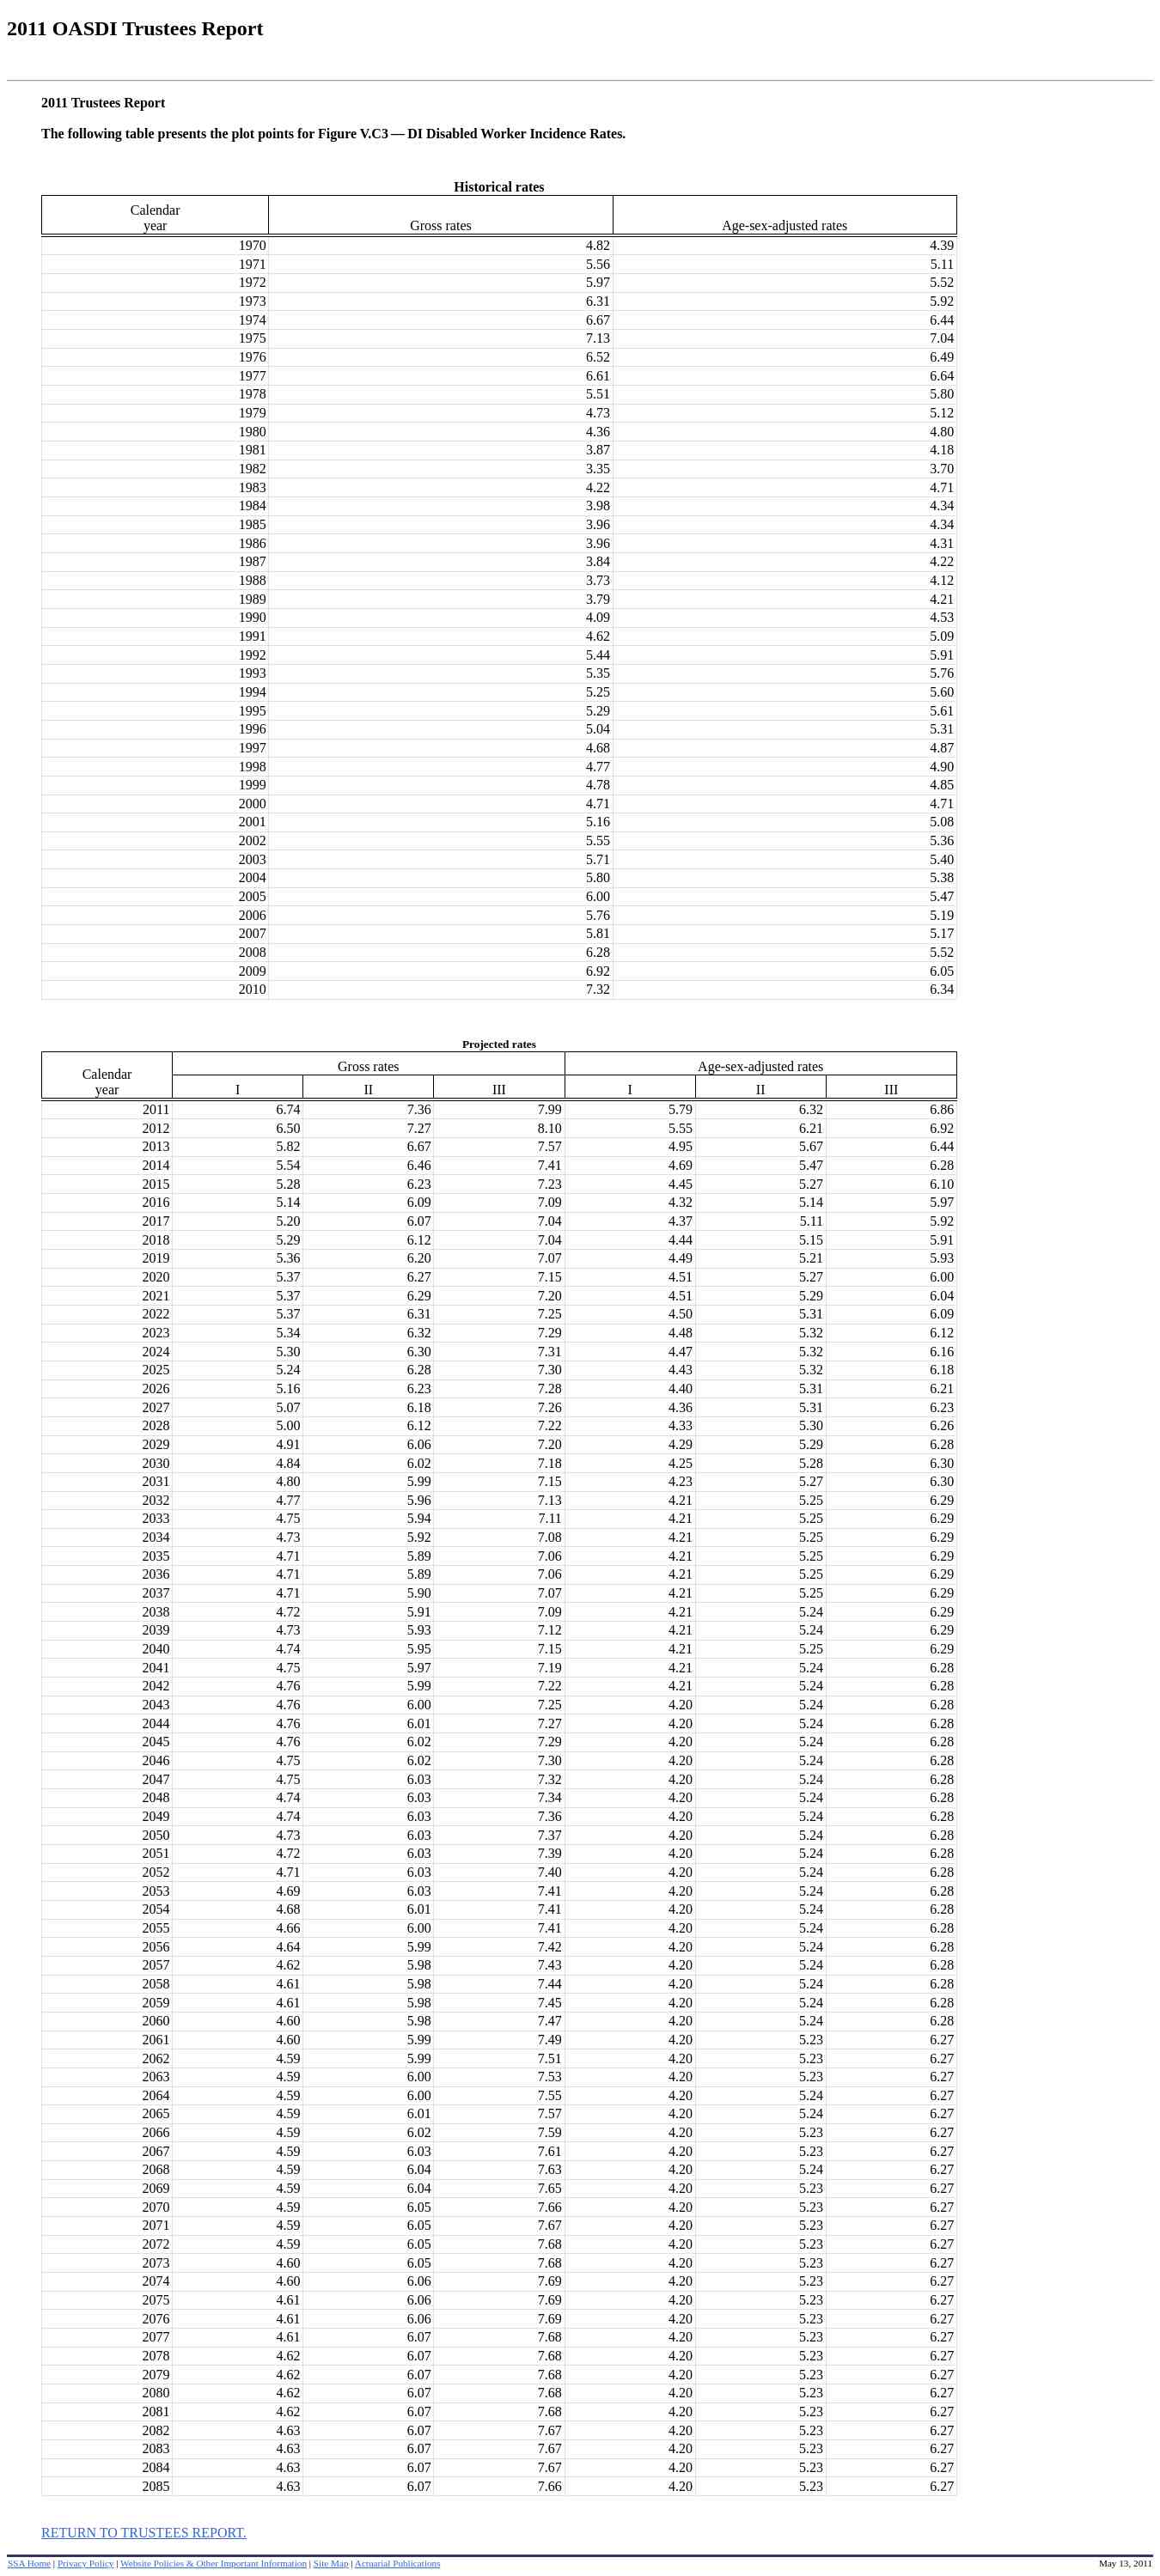 2011 OASDI Trustees Report
2011 Trustees Report
The following table presents the plot points for Figure V.C3 — DI Disabled Worker Incidence Rates.
Historical rates
Calendar
year Gross rates Age-sex-adjusted rates
1970 4.82 4.39
1971 5.56 5.11
1972 5.97 5.52
1973 6.31 5.92
1974 6.67 6.44
1975 7.13 7.04
1976 6.52 6.49
1977 6.61 6.64
1978 5.51 5.80
1979 4.73 5.12
1980 4.36 4.80
1981 3.87 4.18
1982 3.35 3.70
1983 4.22 4.71
1984 3.98 4.34
1985 3.96 4.34
1986 3.96 4.31
1987 3.84 4.22
1988 3.73 4.12
1989 3.79 4.21
1990 4.09 4.53
1991 4.62 5.09
1992 5.44 5.91
1993 5.35 5.76
1994 5.25 5.60
1995 5.29 5.61
1996 5.04 5.31
1997 4.68 4.87
1998 4.77 4.90
1999 4.78 4.85
2000 4.71 4.71
2001 5.16 5.08
2002 5.55 5.36
2003 5.71 5.40
2004 5.80 5.38
2005 6.00 5.47
2006 5.76 5.19
2007 5.81 5.17
2008 6.28 5.52
2009 6.92 6.05
2010 7.32 6.34
Projected rates
Calendar
year Gross rates Age-sex-adjusted rates
I II III I II III
2011 6.74 7.36 7.99 5.79 6.32 6.86
2012 6.50 7.27 8.10 5.55 6.21 6.92
2013 5.82 6.67 7.57 4.95 5.67 6.44
2014 5.54 6.46 7.41 4.69 5.47 6.28
2015 5.28 6.23 7.23 4.45 5.27 6.10
2016 5.14 6.09 7.09 4.32 5.14 5.97
2017 5.20 6.07 7.04 4.37 5.11 5.92
2018 5.29 6.12 7.04 4.44 5.15 5.91
2019 5.36 6.20 7.07 4.49 5.21 5.93
2020 5.37 6.27 7.15 4.51 5.27 6.00
2021 5.37 6.29 7.20 4.51 5.29 6.04
2022 5.37 6.31 7.25 4.50 5.31 6.09
2023 5.34 6.32 7.29 4.48 5.32 6.12
2024 5.30 6.30 7.31 4.47 5.32 6.16
2025 5.24 6.28 7.30 4.43 5.32 6.18
2026 5.16 6.23 7.28 4.40 5.31 6.21
2027 5.07 6.18 7.26 4.36 5.31 6.23
2028 5.00 6.12 7.22 4.33 5.30 6.26
2029 4.91 6.06 7.20 4.29 5.29 6.28
2030 4.84 6.02 7.18 4.25 5.28 6.30
2031 4.80 5.99 7.15 4.23 5.27 6.30
2032 4.77 5.96 7.13 4.21 5.25 6.29
2033 4.75 5.94 7.11 4.21 5.25 6.29
2034 4.73 5.92 7.08 4.21 5.25 6.29
2035 4.71 5.89 7.06 4.21 5.25 6.29
2036 4.71 5.89 7.06 4.21 5.25 6.29
2037 4.71 5.90 7.07 4.21 5.25 6.29
2038 4.72 5.91 7.09 4.21 5.24 6.29
2039 4.73 5.93 7.12 4.21 5.24 6.29
2040 4.74 5.95 7.15 4.21 5.25 6.29
2041 4.75 5.97 7.19 4.21 5.24 6.28
2042 4.76 5.99 7.22 4.21 5.24 6.28
2043 4.76 6.00 7.25 4.20 5.24 6.28
2044 4.76 6.01 7.27 4.20 5.24 6.28
2045 4.76 6.02 7.29 4.20 5.24 6.28
2046 4.75 6.02 7.30 4.20 5.24 6.28
2047 4.75 6.03 7.32 4.20 5.24 6.28
2048 4.74 6.03 7.34 4.20 5.24 6.28
2049 4.74 6.03 7.36 4.20 5.24 6.28
2050 4.73 6.03 7.37 4.20 5.24 6.28
2051 4.72 6.03 7.39 4.20 5.24 6.28
2052 4.71 6.03 7.40 4.20 5.24 6.28
2053 4.69 6.03 7.41 4.20 5.24 6.28
2054 4.68 6.01 7.41 4.20 5.24 6.28
2055 4.66 6.00 7.41 4.20 5.24 6.28
2056 4.64 5.99 7.42 4.20 5.24 6.28
2057 4.62 5.98 7.43 4.20 5.24 6.28
2058 4.61 5.98 7.44 4.20 5.24 6.28
2059 4.61 5.98 7.45 4.20 5.24 6.28
2060 4.60 5.98 7.47 4.20 5.24 6.28
2061 4.60 5.99 7.49 4.20 5.23 6.27
2062 4.59 5.99 7.51 4.20 5.23 6.27
2063 4.59 6.00 7.53 4.20 5.23 6.27
2064 4.59 6.00 7.55 4.20 5.24 6.27
2065 4.59 6.01 7.57 4.20 5.24 6.27
2066 4.59 6.02 7.59 4.20 5.23 6.27
2067 4.59 6.03 7.61 4.20 5.23 6.27
2068 4.59 6.04 7.63 4.20 5.24 6.27
2069 4.59 6.04 7.65 4.20 5.23 6.27
2070 4.59 6.05 7.66 4.20 5.23 6.27
2071 4.59 6.05 7.67 4.20 5.23 6.27
2072 4.59 6.05 7.68 4.20 5.23 6.27
2073 4.60 6.05 7.68 4.20 5.23 6.27
2074 4.60 6.06 7.69 4.20 5.23 6.27
2075 4.61 6.06 7.69 4.20 5.23 6.27
2076 4.61 6.06 7.69 4.20 5.23 6.27
2077 4.61 6.07 7.68 4.20 5.23 6.27
2078 4.62 6.07 7.68 4.20 5.23 6.27
2079 4.62 6.07 7.68 4.20 5.23 6.27
2080 4.62 6.07 7.68 4.20 5.23 6.27
2081 4.62 6.07 7.68 4.20 5.23 6.27
2082 4.63 6.07 7.67 4.20 5.23 6.27
2083 4.63 6.07 7.67 4.20 5.23 6.27
2084 4.63 6.07 7.67 4.20 5.23 6.27
2085 4.63 6.07 7.66 4.20 5.23 6.27
RETURN TO TRUSTEES REPORT.
SSA Home | Privacy Policy | Website Policies & Other Important Information | Site Map | Actuarial Publications May 13, 2011